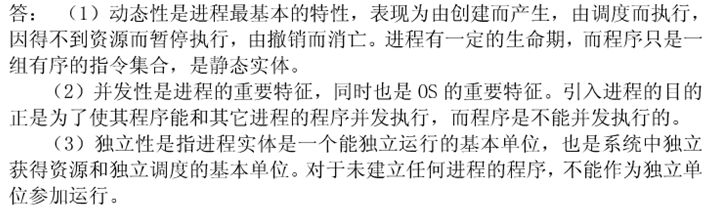 答： （1）动态性是进程最基本的特性，表现为由创建而产生，由调度而执行，
因得不到资源而暂停执行，由撤销而消亡。进程有一定的生命期，而程序只是一
组有序的指令集合，是静态实体。
（2）并发性是进程的重要特征，同时也是 OS 的重要特征。引入进程的目的
正是为了使其程序能和其它进程的程序并发执行，而程序是不能并发执行的。
（3）独立性是指进程实体是一个能独立运行的基本单位，也是系统中独立
获得资源和独立调度的基本单位。对于未建立任何进程的程序，不能作为独立单
位参加运行。